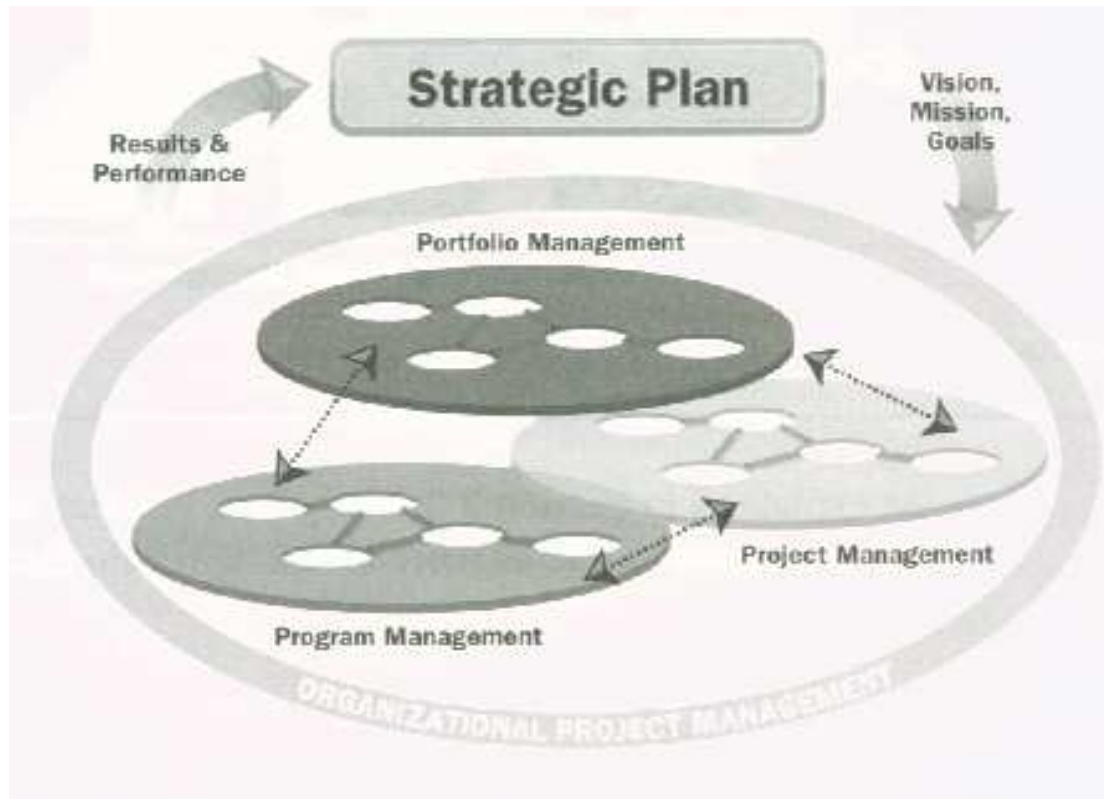 Strategic Plan
Results &
Performance
Vision,
Mission,
Goals
Portfolio Management
Project Management
Program Management
ORGANIZATIONAL PROJECT MANAGEMENT